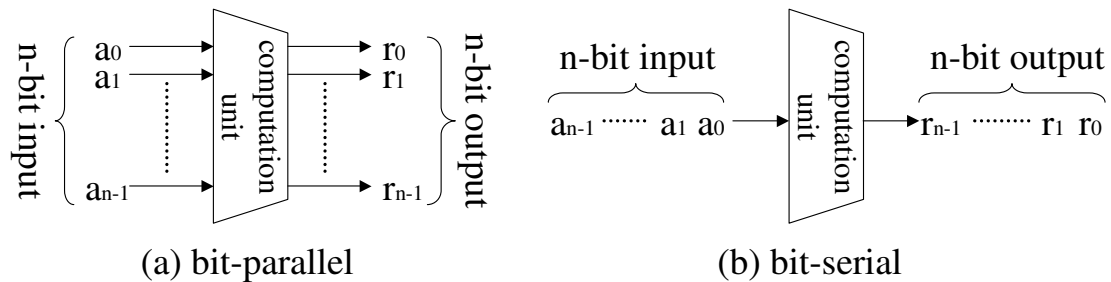 n-bit input
a0
a1
an-1
computation
unit
r0
r1
rn-1
n-bit output
(a) bit-parallel
n-bit input
an-1 ······· a1 a0
computation
unit
n-bit output
rn-1 ········· r1 r0
(b) bit-serial